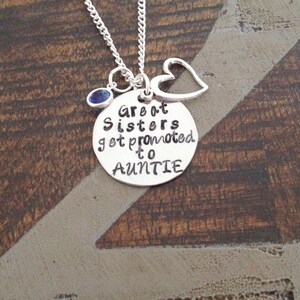 Great
Sisters
get promoted
to
AUNTIE